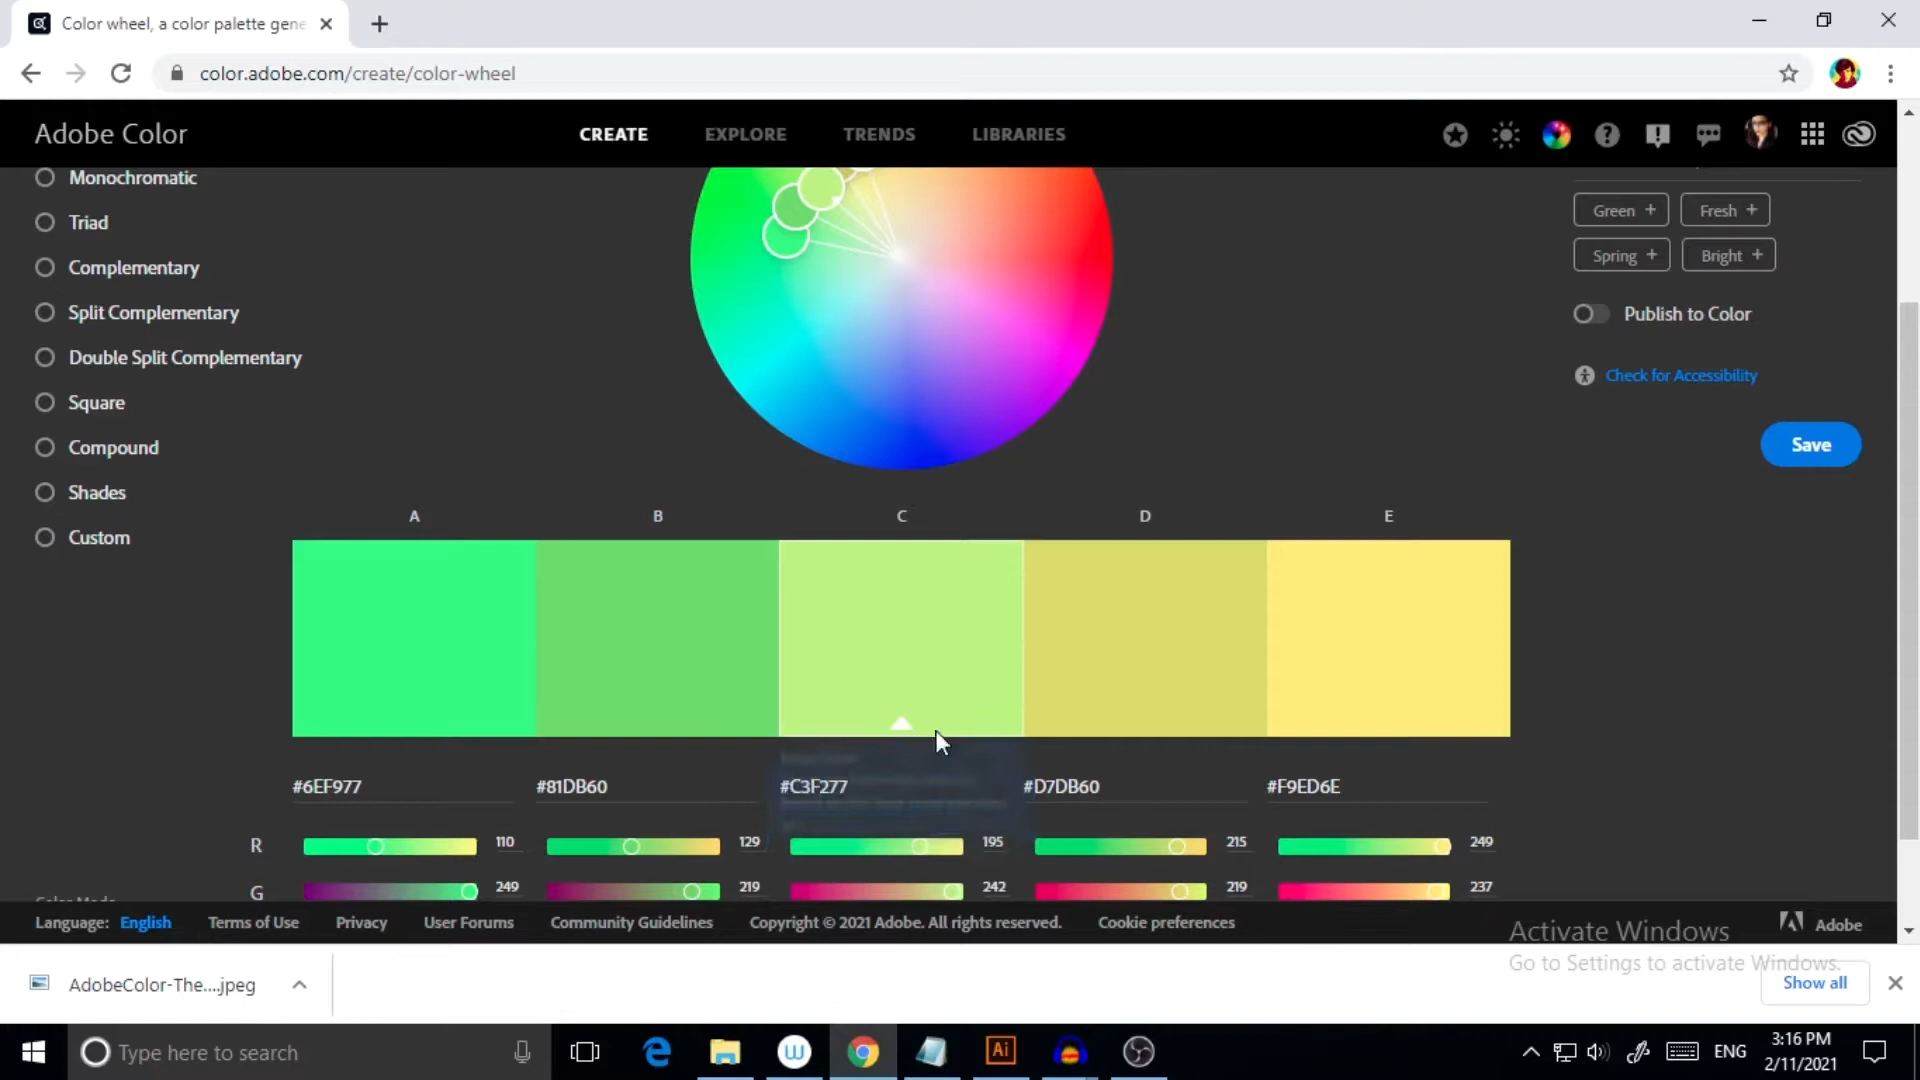 Color wheel, a color palette gene
color.adobe.com/create/color-wheel
Adobe Color
CREATE
EXPLORE
TRENDS
LIBRARIES
Monochromatic
Triad
Complementary
Split Complementary
Double Split Complementary
Square
Compound
Shades
Custom
Green +
Fresh +
Spring +
Bright +
Publish to Color
Check for Accessibility
Save
A
B
C
D
E
#6EF977
#81DB60
#C3F277
#D7DB60
#F9ED6E
R
110
129
195
215
249
G
249
219
242
219
237
Language: English
Terms of Use
Privacy
User Forums
Community Guidelines
Copyright © 2021 Adobe. All rights reserved.
Cookie preferences
Adobe
Activate Windows
Go to Settings to activate Windows.
AdobeColor-The....jpeg
Show all
Type here to search
W
Ai
ENG
3:16 PM
2/11/2021